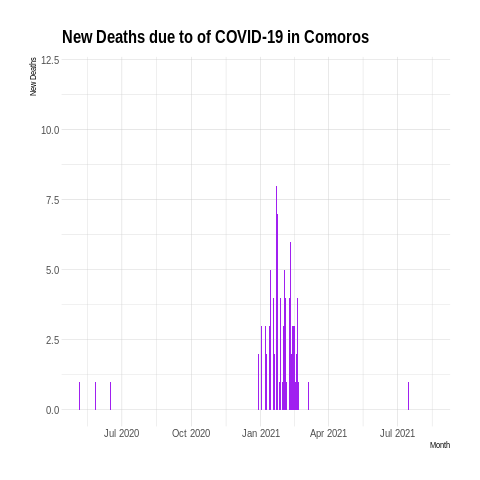 New Deaths due to of COVID-19 in Comoros
New Deaths
12.5
10.0
7.5
5.0
2.5
0.0
Jul 2020 Oct 2020 Jan 2021 Apr 2021 Jul 2021
Month